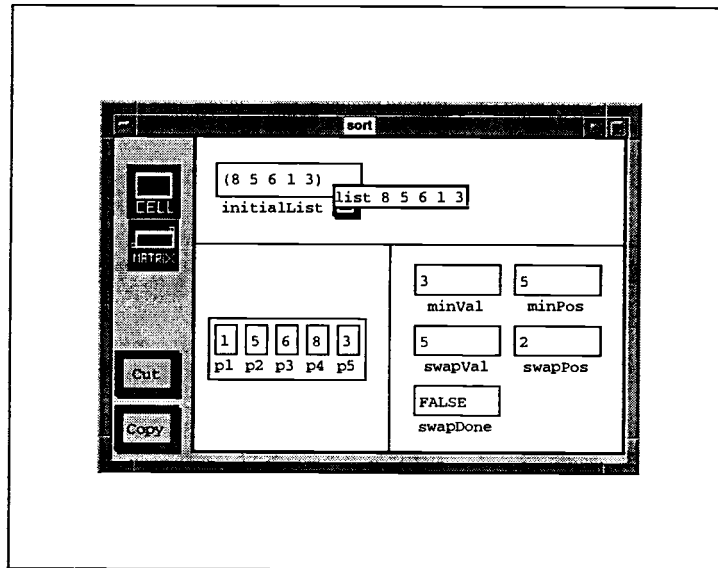 sort
CELL
MATRIX
Cut
Copy
(8 5 6 1 3)
list 8 5 6 1 3
initialList
1 5 6 8 3
p1 p2 p3 p4 p5
3 5
minVal minPos
5 2
swapVal swapPos
FALSE
swapDone